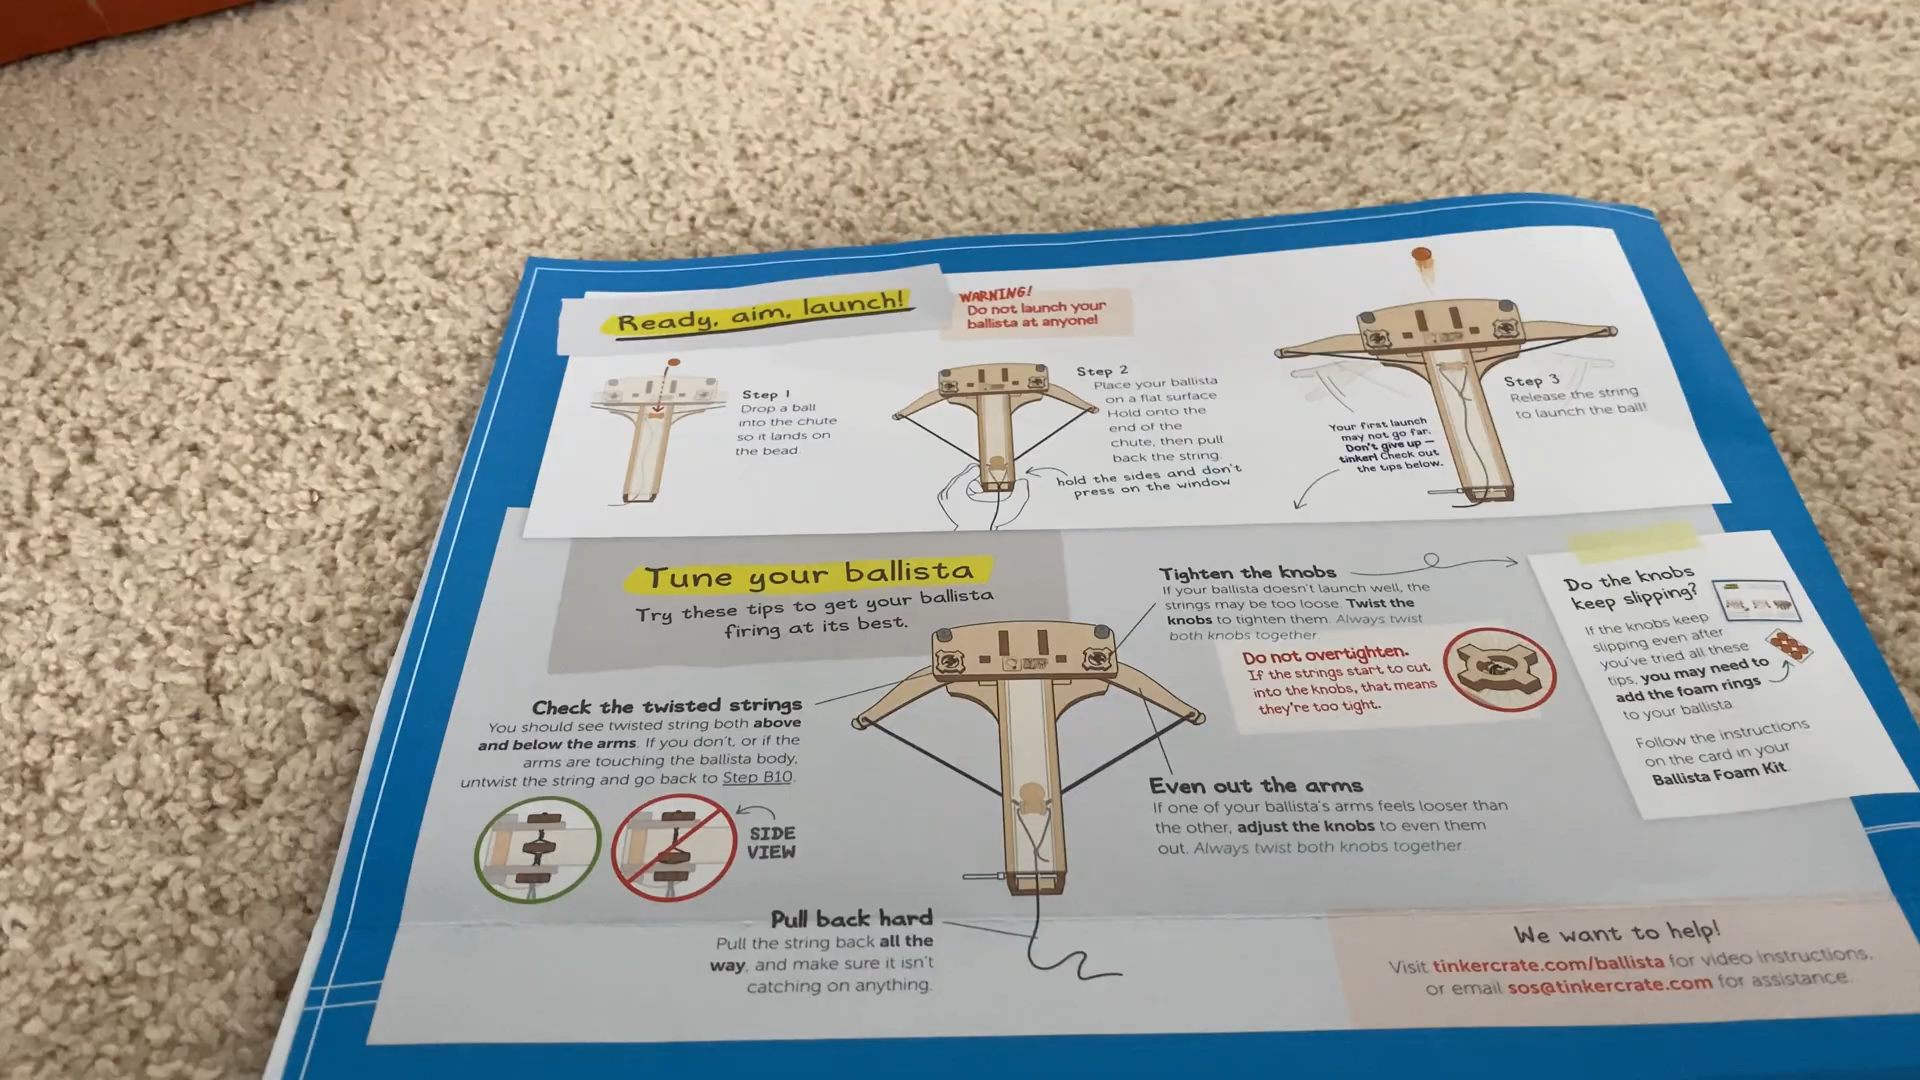 Ready, aim, launch!
WARNING!
Do not launch your
ballista at anyone!
Step 1
Drop a ball
into the chute
so it lands on
the bead.
Step 2
Place your ballista
on a flat surface
Hold onto the
end of the
chute, then pull
back the string.
hold the sides and don't
press on the window
Step 3
Release the string
to launch the ball!
Your first launch
may not go far.
Don't give up —
tinker! Check out
the tips below.
Tune your ballista
Try these tips to get your ballista
firing at its best.
Tighten the knobs
If your ballista doesn't launch well, the
strings may be too loose. Twist the
knobs to tighten them. Always twist
both knobs together.
Do not overtighten.
If the strings start to cut
into the knobs, that means
they're too tight.
Do the knobs
keep slipping?
If the knobs keep
slipping even after
you've tried all these
tips, you may need to
add the foam rings
to your ballista.
Follow the instructions
on the card in your
Ballista Foam Kit.
Check the twisted strings
You should see twisted string both above
and below the arms. If you don't, or if the
arms are touching the ballista body,
untwist the string and go back to Step B10.
SIDE
VIEW
Even out the arms
If one of your ballista's arms feels looser than
the other, adjust the knobs to even them
out. Always twist both knobs together.
Pull back hard
Pull the string back all the
way, and make sure it isn't
catching on anything.
We want to help!
Visit tinkercrate.com/ballista for video instructions,
or email sos@tinkercrate.com for assistance.